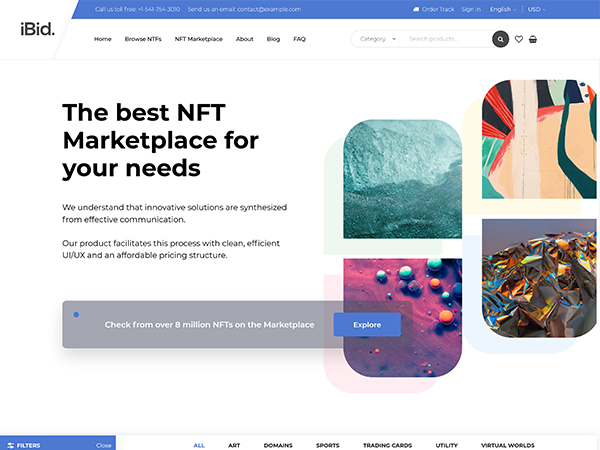 Call us toll free: +1-541-754-3010 Send us an email: contact@example.com
Order Track Sign In English USD
iBid.
Home Browse NTFs NFT Marketplace About Blog FAQ
Category Search products...
The best NFT
Marketplace for
your needs
We understand that innovative solutions are synthesized
from effective communication.
Our product facilitates this process with clean, efficient
UI/UX and an affordable pricing structure.
Check from over 8 million NFTs on the Marketplace
Explore
FILTERS Close
ALL ART DOMAINS SPORTS TRADING CARDS UTILITY VIRTUAL WORLDS